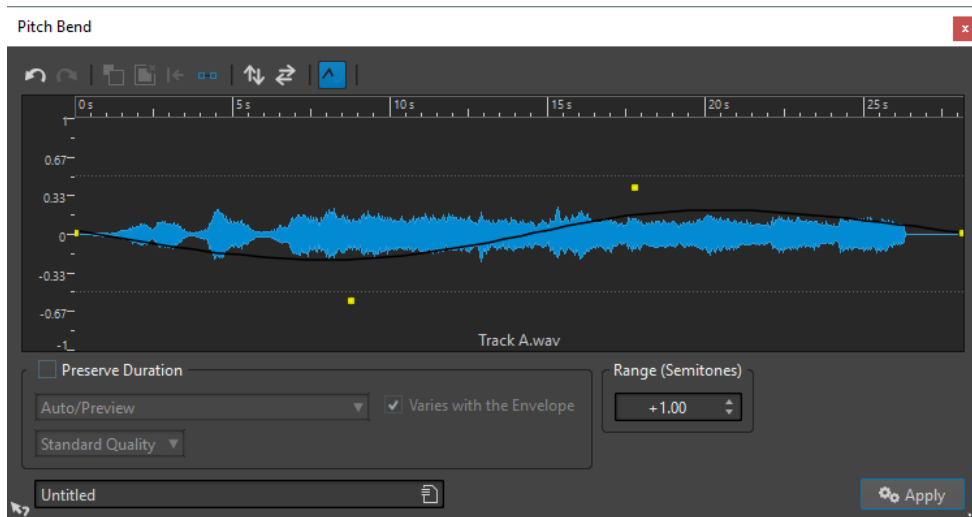 Pitch Bend
x
0 s 5 s 10 s 15 s 20 s 25 s
1
0.67
0.33
0
-0.33
-0.67
-1
Track A.wav
Preserve Duration
Range (Semitones)
Auto/Preview
Varies with the Envelope
+1.00
Standard Quality
Untitled
Apply